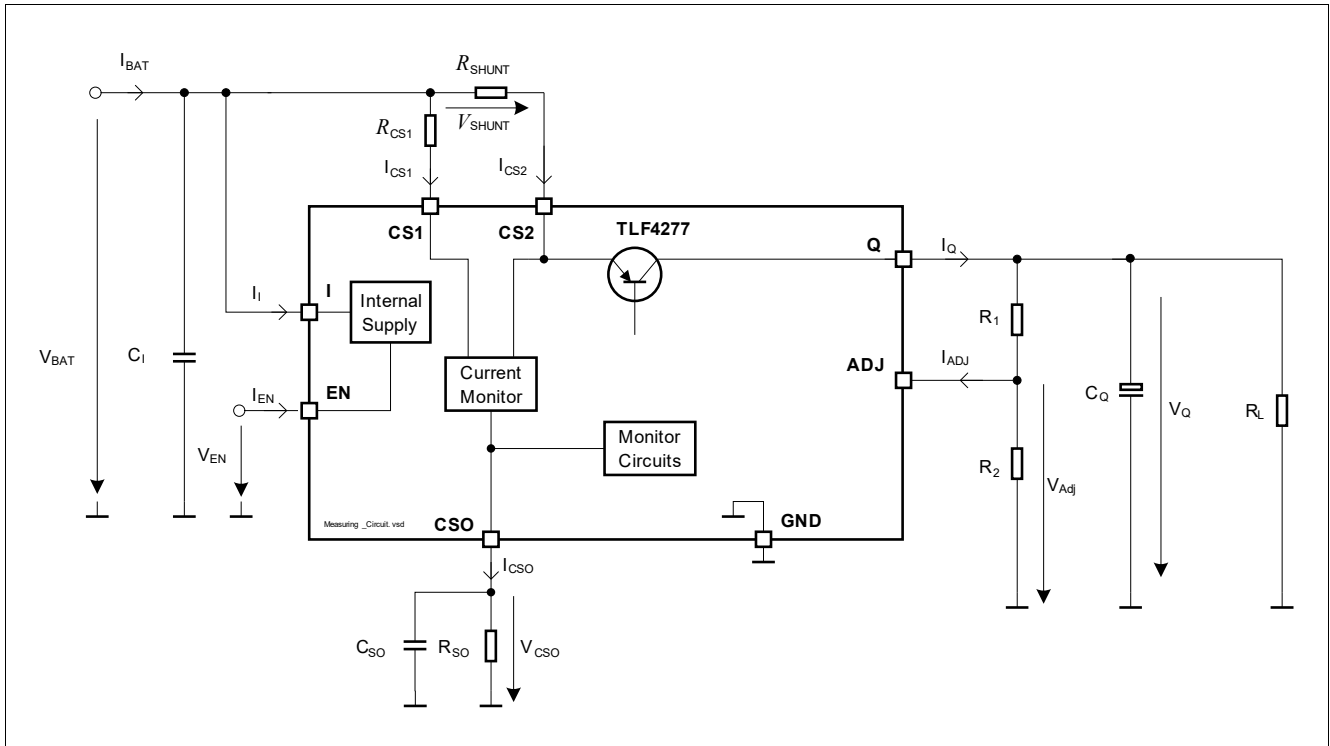 I_BAT
R_SHUNT
V_SHUNT
R_CS1
I_CS1
I_CS2
CS1
CS2
TLF4277
Q
I_Q
I_I
I
Internal
Supply
R_1
V_BAT
C_I
I_ADJ
ADJ
Current
Monitor
I_EN
EN
C_Q
V_Q
R_L
Monitor
Circuits
V_EN
R_2
V_Adj
Measuring _Circuit.vsd
CSO
GND
I_CSO
C_SO
R_SO
V_CSO